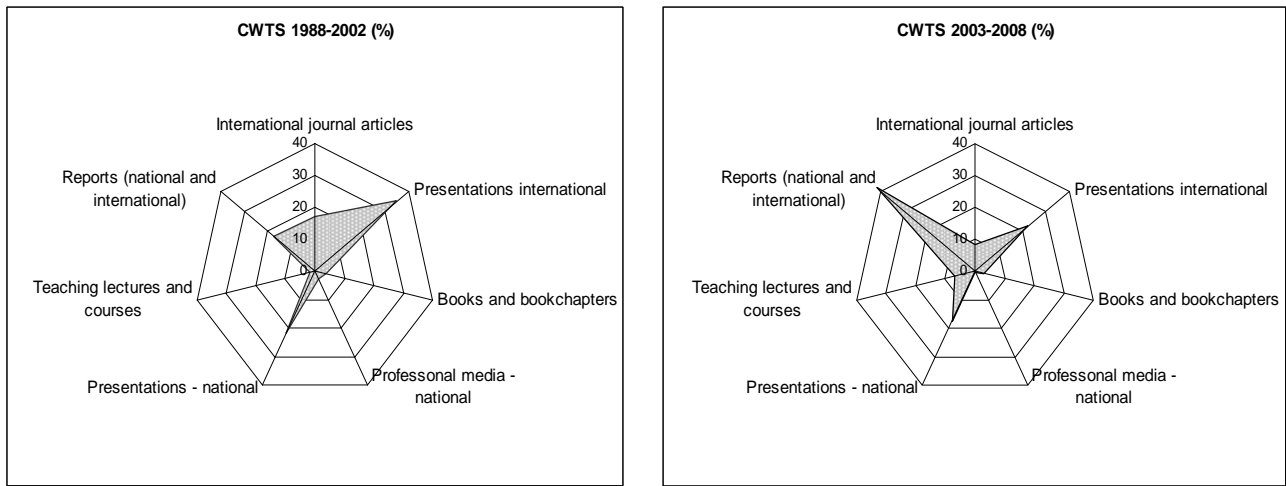 CWTS 1988-2002 (%)
International journal articles
40
30
20
10
0
Presentations international
Reports (national and
international)
Books and bookchapters
Teaching lectures and
courses
Professonal media -
national
Presentations - national
CWTS 2003-2008 (%)
International journal articles
40
30
20
10
0
Presentations international
Reports (national and
international)
Books and bookchapters
Teaching lectures and
courses
Professonal media -
national
Presentations - national